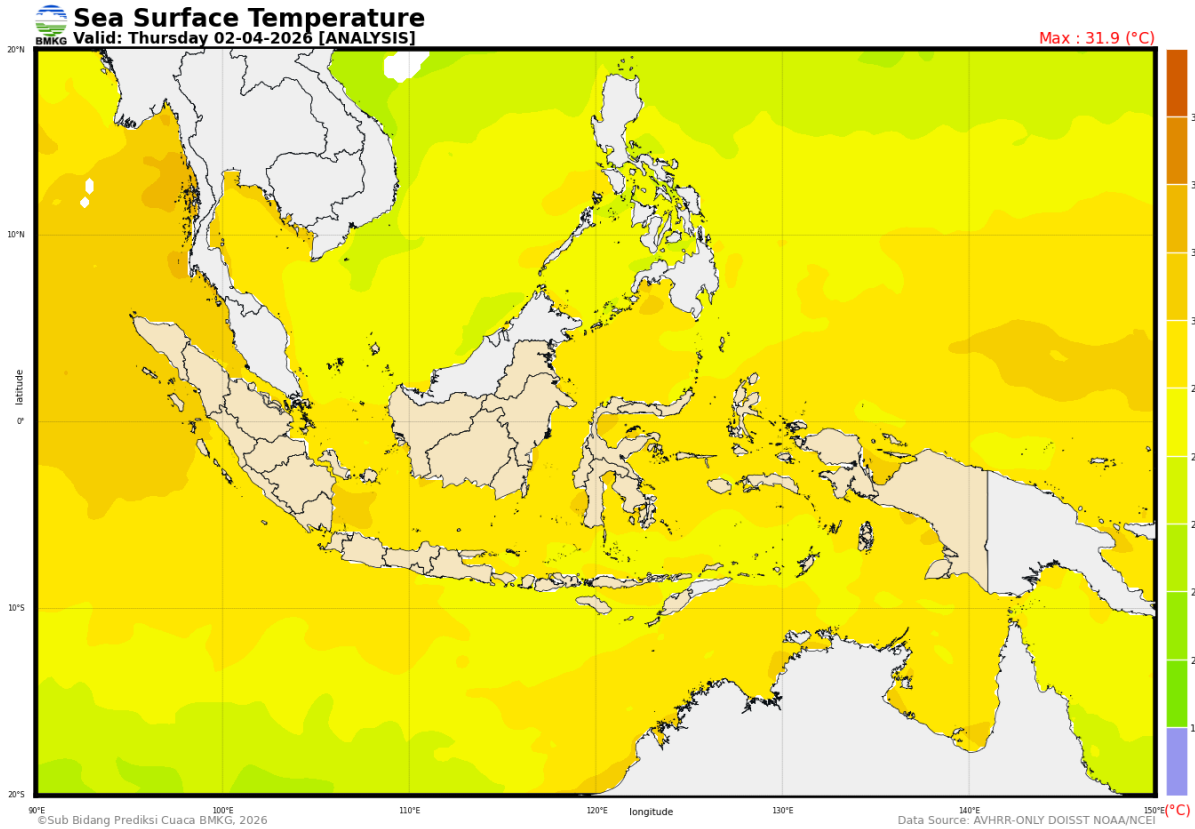 Sea Surface Temperature
BMKG
Valid: Thursday 02-04-2026 [ANALYSIS]
Max : 31.9 (°C)
20°N
10°N
latitude
0°
10°S
20°S
90°E 100°E 110°E 120°E longitude 130°E 140°E 150°E
(°C)
©Sub Bidang Prediksi Cuaca BMKG, 2026
Data Source: AVHRR-ONLY DOISST NOAA/NCEI